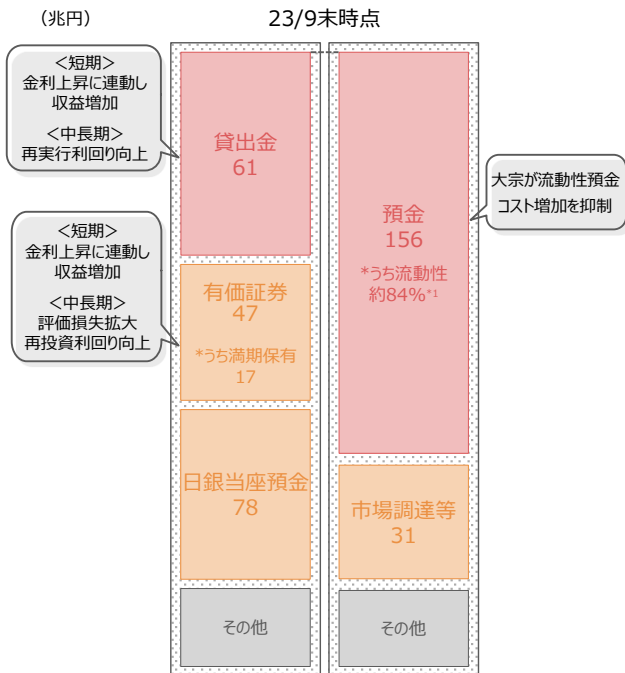 (兆円)
23/9末時点
<短期>
金利上昇に連動し
収益増加
<中長期>
再実行利回り向上
貸出金
61
<短期>
金利上昇に連動し
収益増加
<中長期>
評価損失拡大
再投資利回り向上
有価証券
47
*うち満期保有
17
日銀当座預金
78
その他
預金
156
*うち流動性
約84%*1
大宗が流動性預金
コスト増加を抑制
市場調達等
31
その他